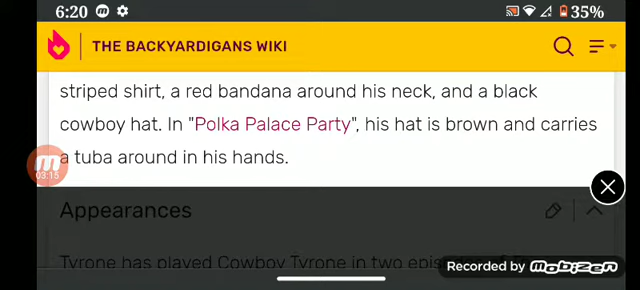 6:20 35%
THE BACKYARDIGANS WIKI
striped shirt, a red bandana around his neck, and a black
cowboy hat. In "Polka Palace Party", his hat is brown and carries
a tuba around in his hands.
03:15
Appearances
Tyrone has played Cowboy Tyrone in two
Recorded by mobizen